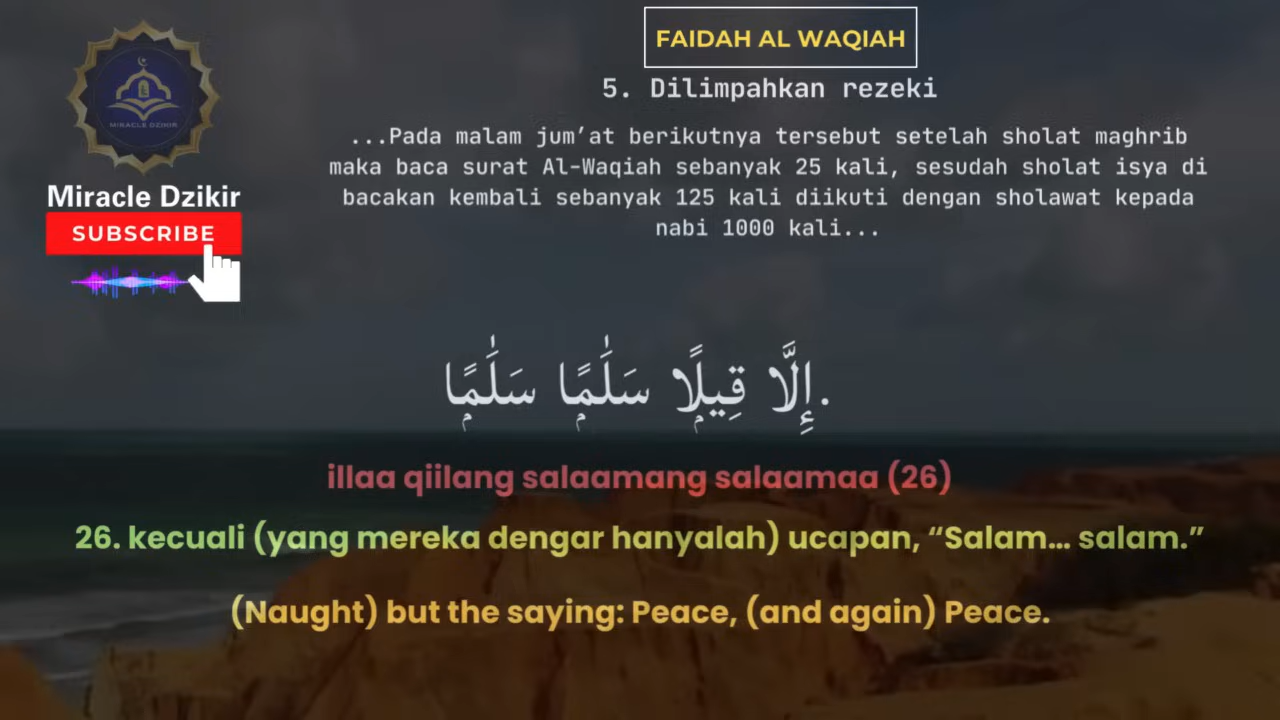 FAIDAH AL WAQIAH
5. Dilimpahkan rezeki
...Pada malam jum’at berikutnya tersebut setelah sholat maghrib
maka baca surat Al-Waqiah sebanyak 25 kali, sesudah sholat isya di
bacakan kembali sebanyak 125 kali diikuti dengan sholawat kepada
nabi 1000 kali...
MIRACLE DZIKIR
Miracle Dzikir
SUBSCRIBE
إِلَّا قِيلًۭا سَلَٰمًۭا سَلَٰمًۭا.
illaa qiilang salaamang salaamaa (26)
26. kecuali (yang mereka dengar hanyalah) ucapan, “Salam... salam.”
(Naught) but the saying: Peace, (and again) Peace.